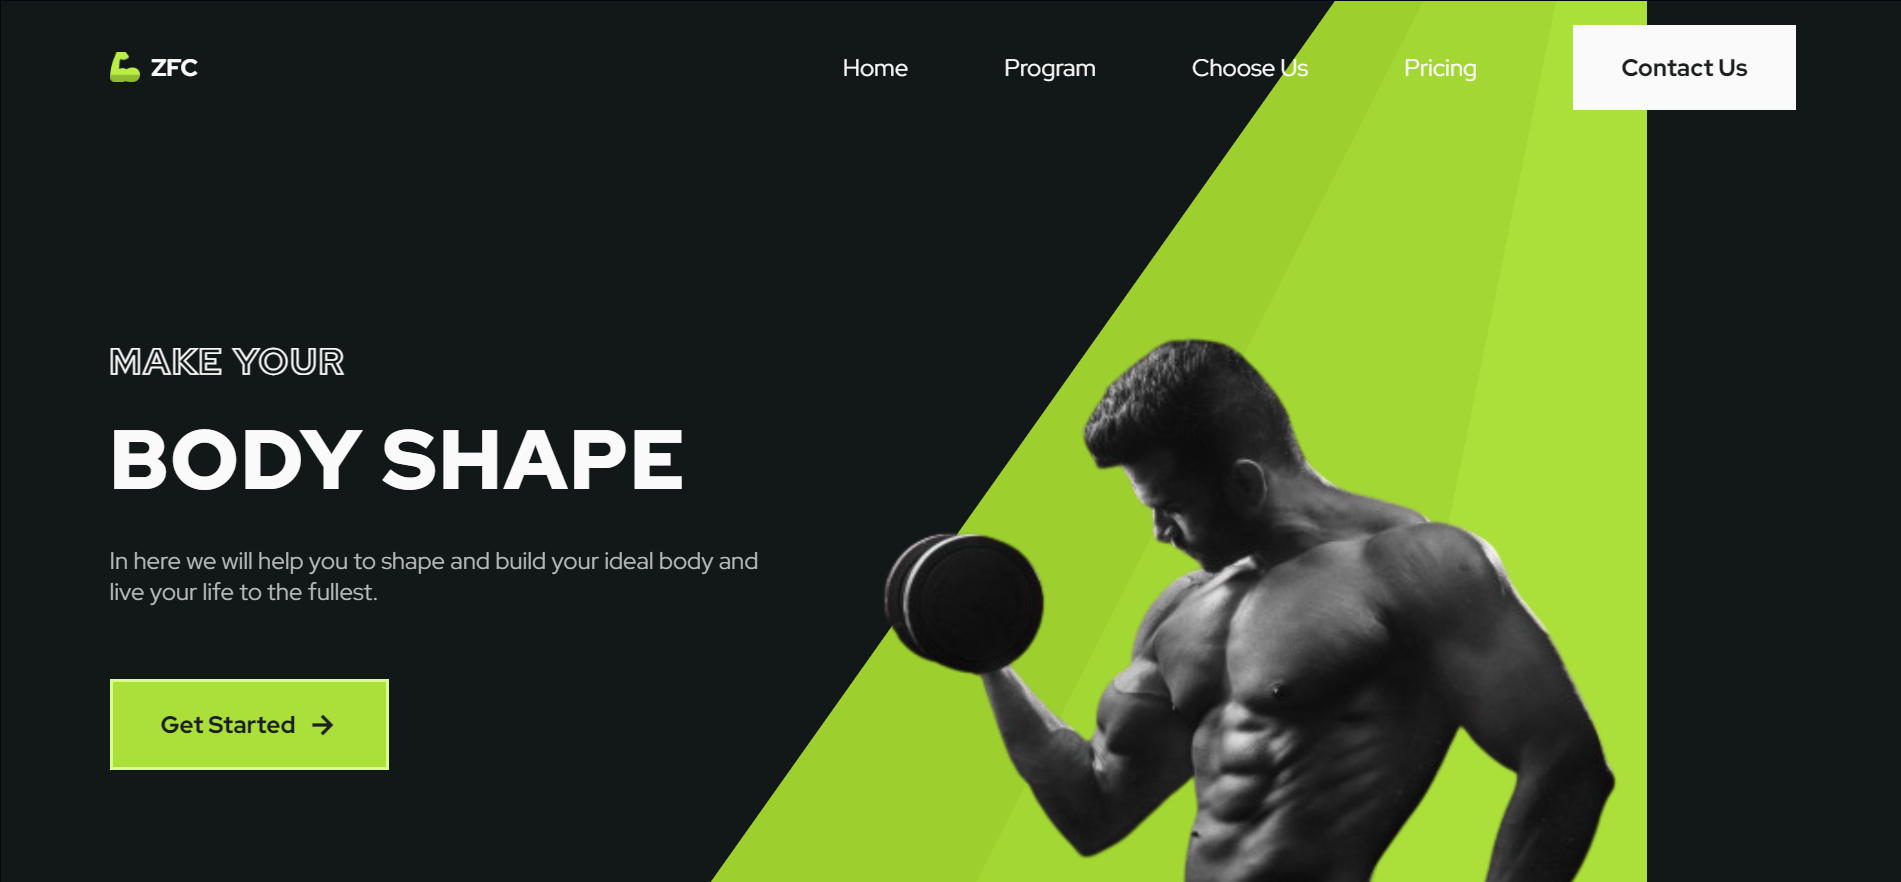 ZFC
Home
Program
Choose Us
Pricing
Contact Us
MAKE YOUR
BODY SHAPE
In here we will help you to shape and build your ideal body and
live your life to the fullest.
Get Started